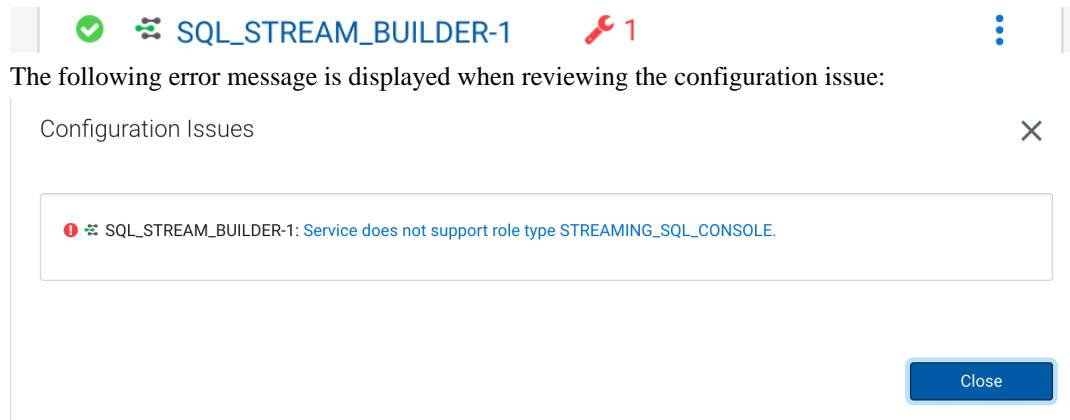 SQL_STREAM_BUILDER-1 1
The following error message is displayed when reviewing the configuration issue:
Configuration Issues
SQL_STREAM_BUILDER-1: Service does not support role type STREAMING_SQL_CONSOLE.
Close